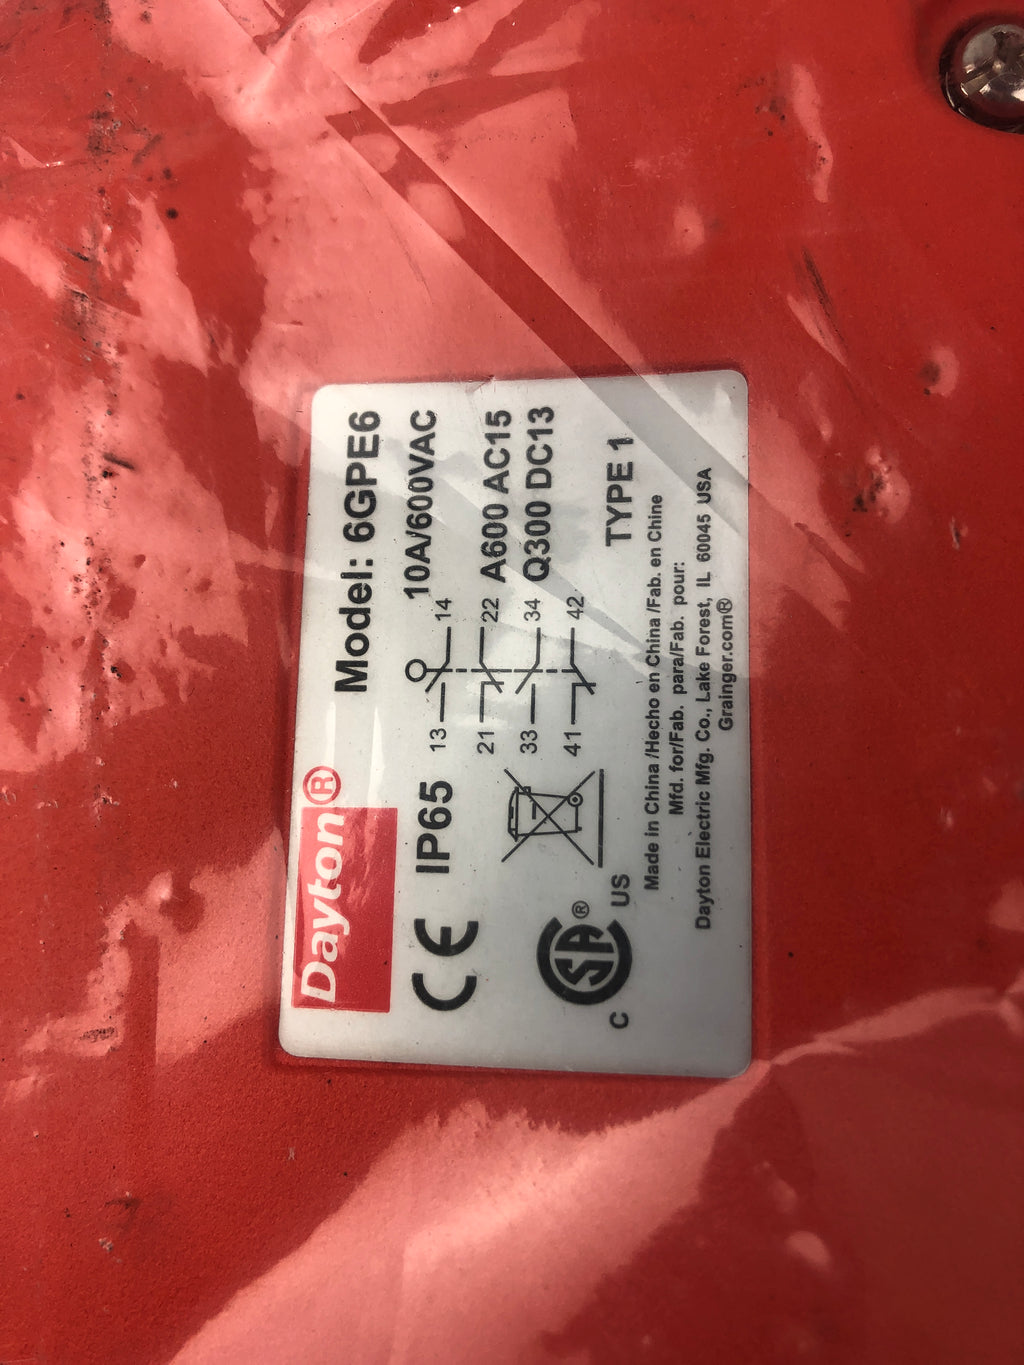 Dayton®
Model: 6GPE6
CE IP65
10A/600VAC
13 14
21 22
A600 AC15
33 34
Q300 DC13
41 42
C SA® US
TYPE 1
Made in China /Hecho en China /Fab. en Chine
Mfd. for/Fab. para/Fab. pour:
Dayton Electric Mfg. Co., Lake Forest, IL 60045 USA
Grainger.com®